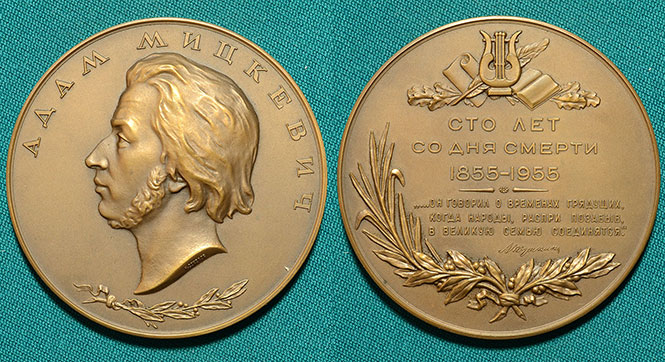 АДАМ МИЦКЕВИЧ
СТО ЛЕТ
СО ДНЯ СМЕРТИ
1855-1955
"....ОН ГОВОРИЛ О ВРЕМЕНАХ ГРЯДУЩИХ,
КОГДА НАРОДЫ, РАСПРИ ПОЗАБЫВ,
В ВЕЛИКУЮ СЕМЬЮ СОЕДИНЯТСЯ."
А. Пушкин